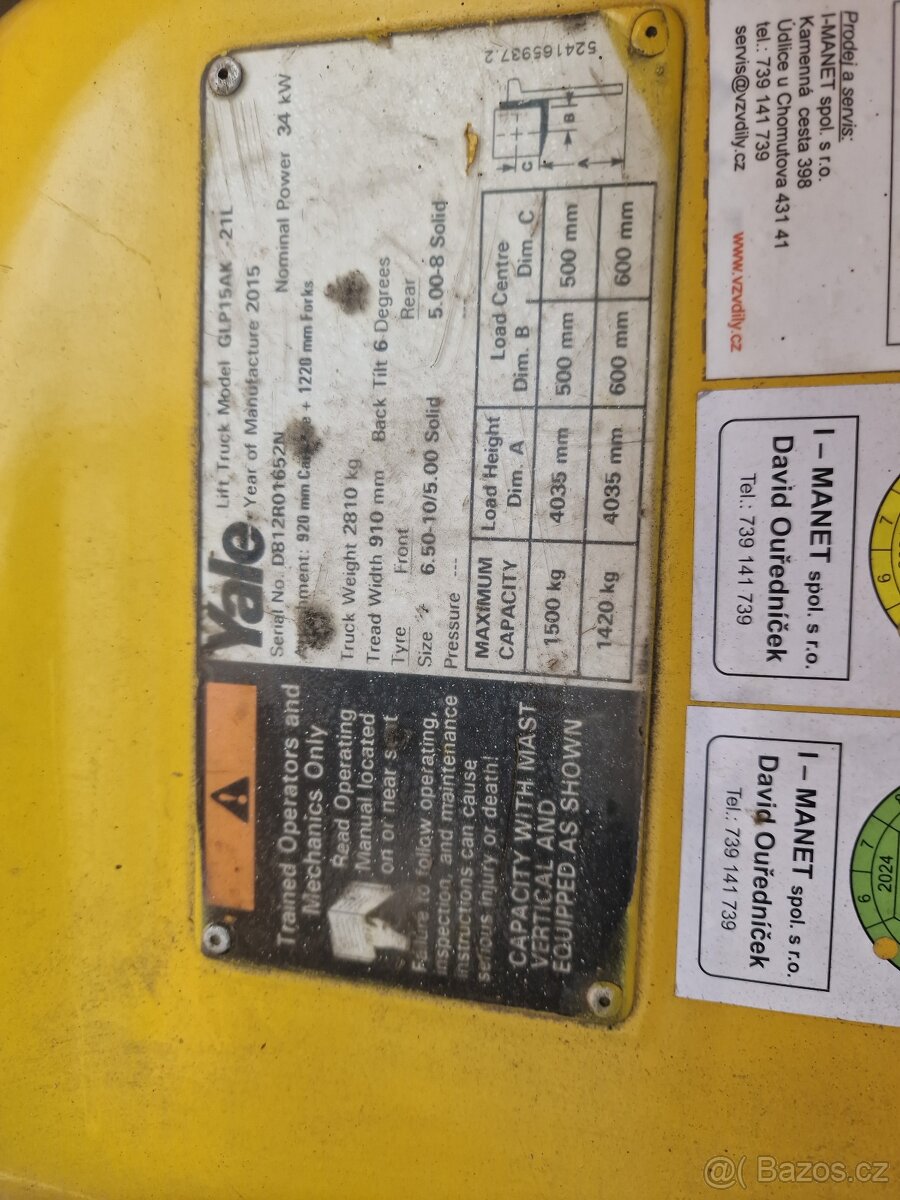 Yale
Lift Truck Model GLP15AK -21L
Year of Manufacture 2015
Serial No. D812R01652N Nominal Power 34 kW
920 mm + 1220 mm Forks
Truck Weight 2810 kg
Tread Width 910 mm Back Tilt 6 Degrees
Tyre Front Rear
Size 6.50-10/5.00 Solid 5.00-8 Solid
Pressure --- ---
MAXIMUM CAPACITY
Load Height Dim. A
Load Centre
Dim. B Dim. C
1500 kg 4035 mm 500 mm 500 mm
1420 kg 4035 mm 600 mm 600 mm
A
B
C
524165937.2
Trained Operators and
Mechanics Only
Read Operating
Manual located
on or near seat
Failure to follow operating,
inspection and maintenance
instructions can cause
serious injury or death!
CAPACITY WITH MAST
VERTICAL AND
EQUIPPED AS SHOWN
Prodej a servis:
I-MANET spol. s r.o.
Kamenná cesta 398
Údlice u Chomutova 431 41
tel.: 739 141 739
servis@vzvdily.cz
www.vzvdily.cz
I – MANET spol. s r.o.
David Ouředníček
Tel.: 739 141 739
7
6
I – MANET spol. s r.o.
David Ouředníček
Tel.: 739 141 739
7
6
2024
@( Bazos.cz